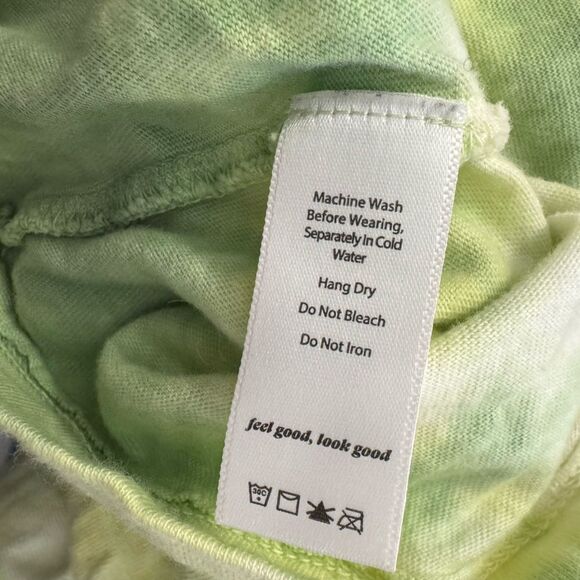 Machine Wash
Before Wearing,
Separately In Cold
Water
Hang Dry
Do Not Bleach
Do Not Iron
feel good, look good
30C